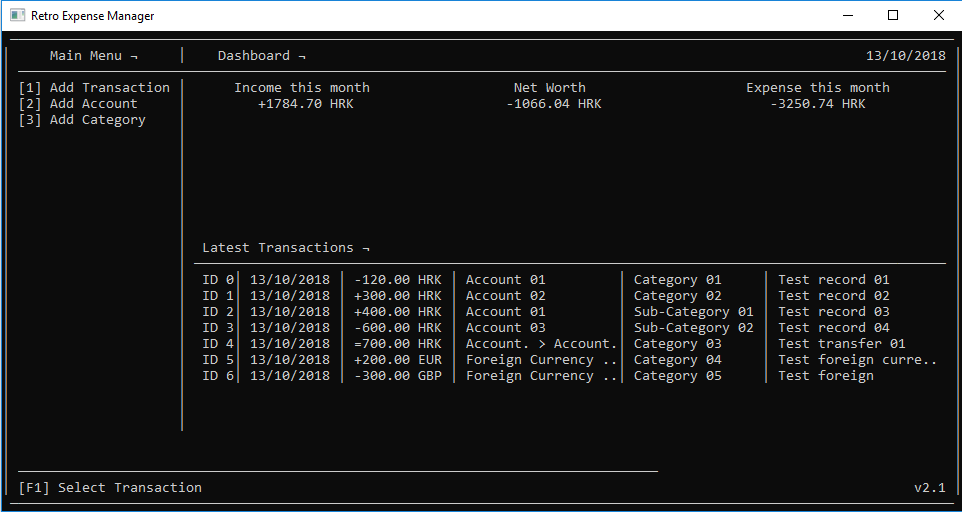 Retro Expense Manager
Main Menu ¬ | Dashboard ¬ 13/10/2018
[1] Add Transaction | Income this month Net Worth Expense this month
[2] Add Account | +1784.70 HRK -1066.04 HRK -3250.74 HRK
[3] Add Category
Latest Transactions ¬
ID 0| 13/10/2018 | -120.00 HRK | Account 01 | Category 01 | Test record 01
ID 1| 13/10/2018 | +300.00 HRK | Account 02 | Category 02 | Test record 02
ID 2| 13/10/2018 | +400.00 HRK | Account 01 | Sub-Category 01 | Test record 03
ID 3| 13/10/2018 | -600.00 HRK | Account 03 | Sub-Category 02 | Test record 04
ID 4| 13/10/2018 | =700.00 HRK | Account. > Account.| Category 03 | Test transfer 01
ID 5| 13/10/2018 | +200.00 EUR | Foreign Currency ..| Category 04 | Test foreign curre..
ID 6| 13/10/2018 | -300.00 GBP | Foreign Currency ..| Category 05 | Test foreign
[F1] Select Transaction v2.1